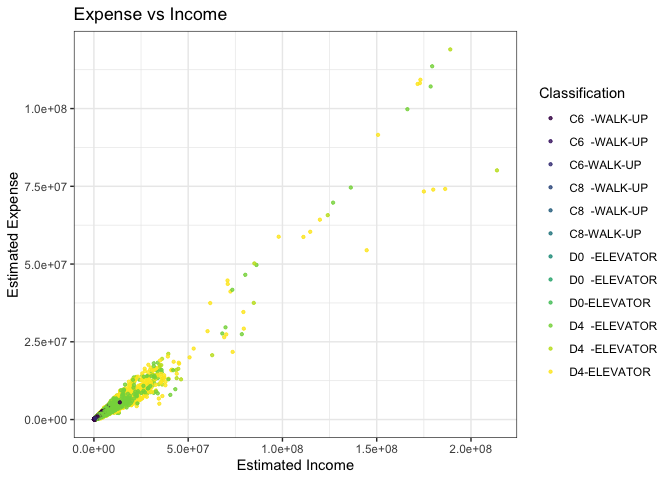 Expense vs Income
Estimated Expense
1.0e+08
7.5e+07
5.0e+07
2.5e+07
0.0e+00
0.0e+00 5.0e+07 1.0e+08 1.5e+08 2.0e+08
Estimated Income
Classification
C6  -WALK-UP
C6  -WALK-UP
C6-WALK-UP
C8  -WALK-UP
C8  -WALK-UP
C8-WALK-UP
D0  -ELEVATOR
D0  -ELEVATOR
D0-ELEVATOR
D4  -ELEVATOR
D4  -ELEVATOR
D4-ELEVATOR